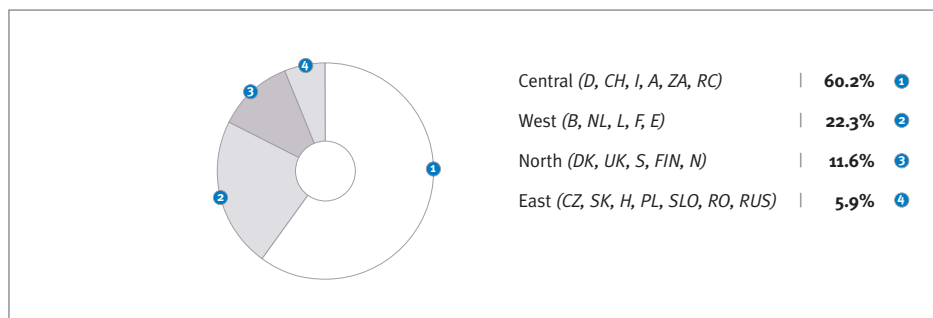 4
3
1
2
Central (D, CH, I, A, ZA, RC) | 60.2% 1
West (B, NL, L, F, E) | 22.3% 2
North (DK, UK, S, FIN, N) | 11.6% 3
East (CZ, SK, H, PL, SLO, RO, RUS) | 5.9% 4